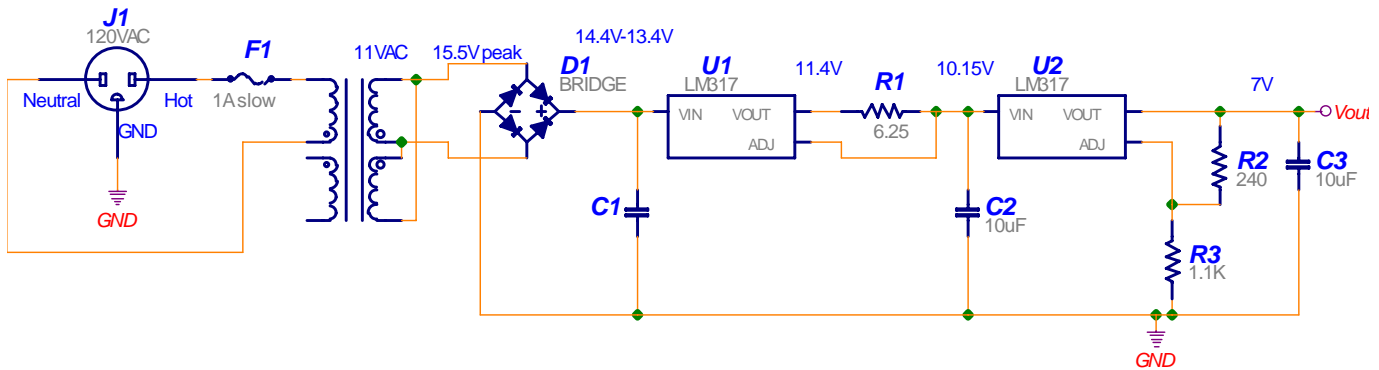 J1
120VAC
F1
1A slow
Neutral
Hot
GND
GND
11VAC
15.5V peak
14.4V-13.4V
D1
BRIDGE
+
C1
U1
LM317
VIN
VOUT
ADJ
11.4V
R1
6.25
10.15V
C2
10uF
U2
LM317
VIN
VOUT
ADJ
7V
Vout
R2
240
C3
10uF
R3
1.1K
GND